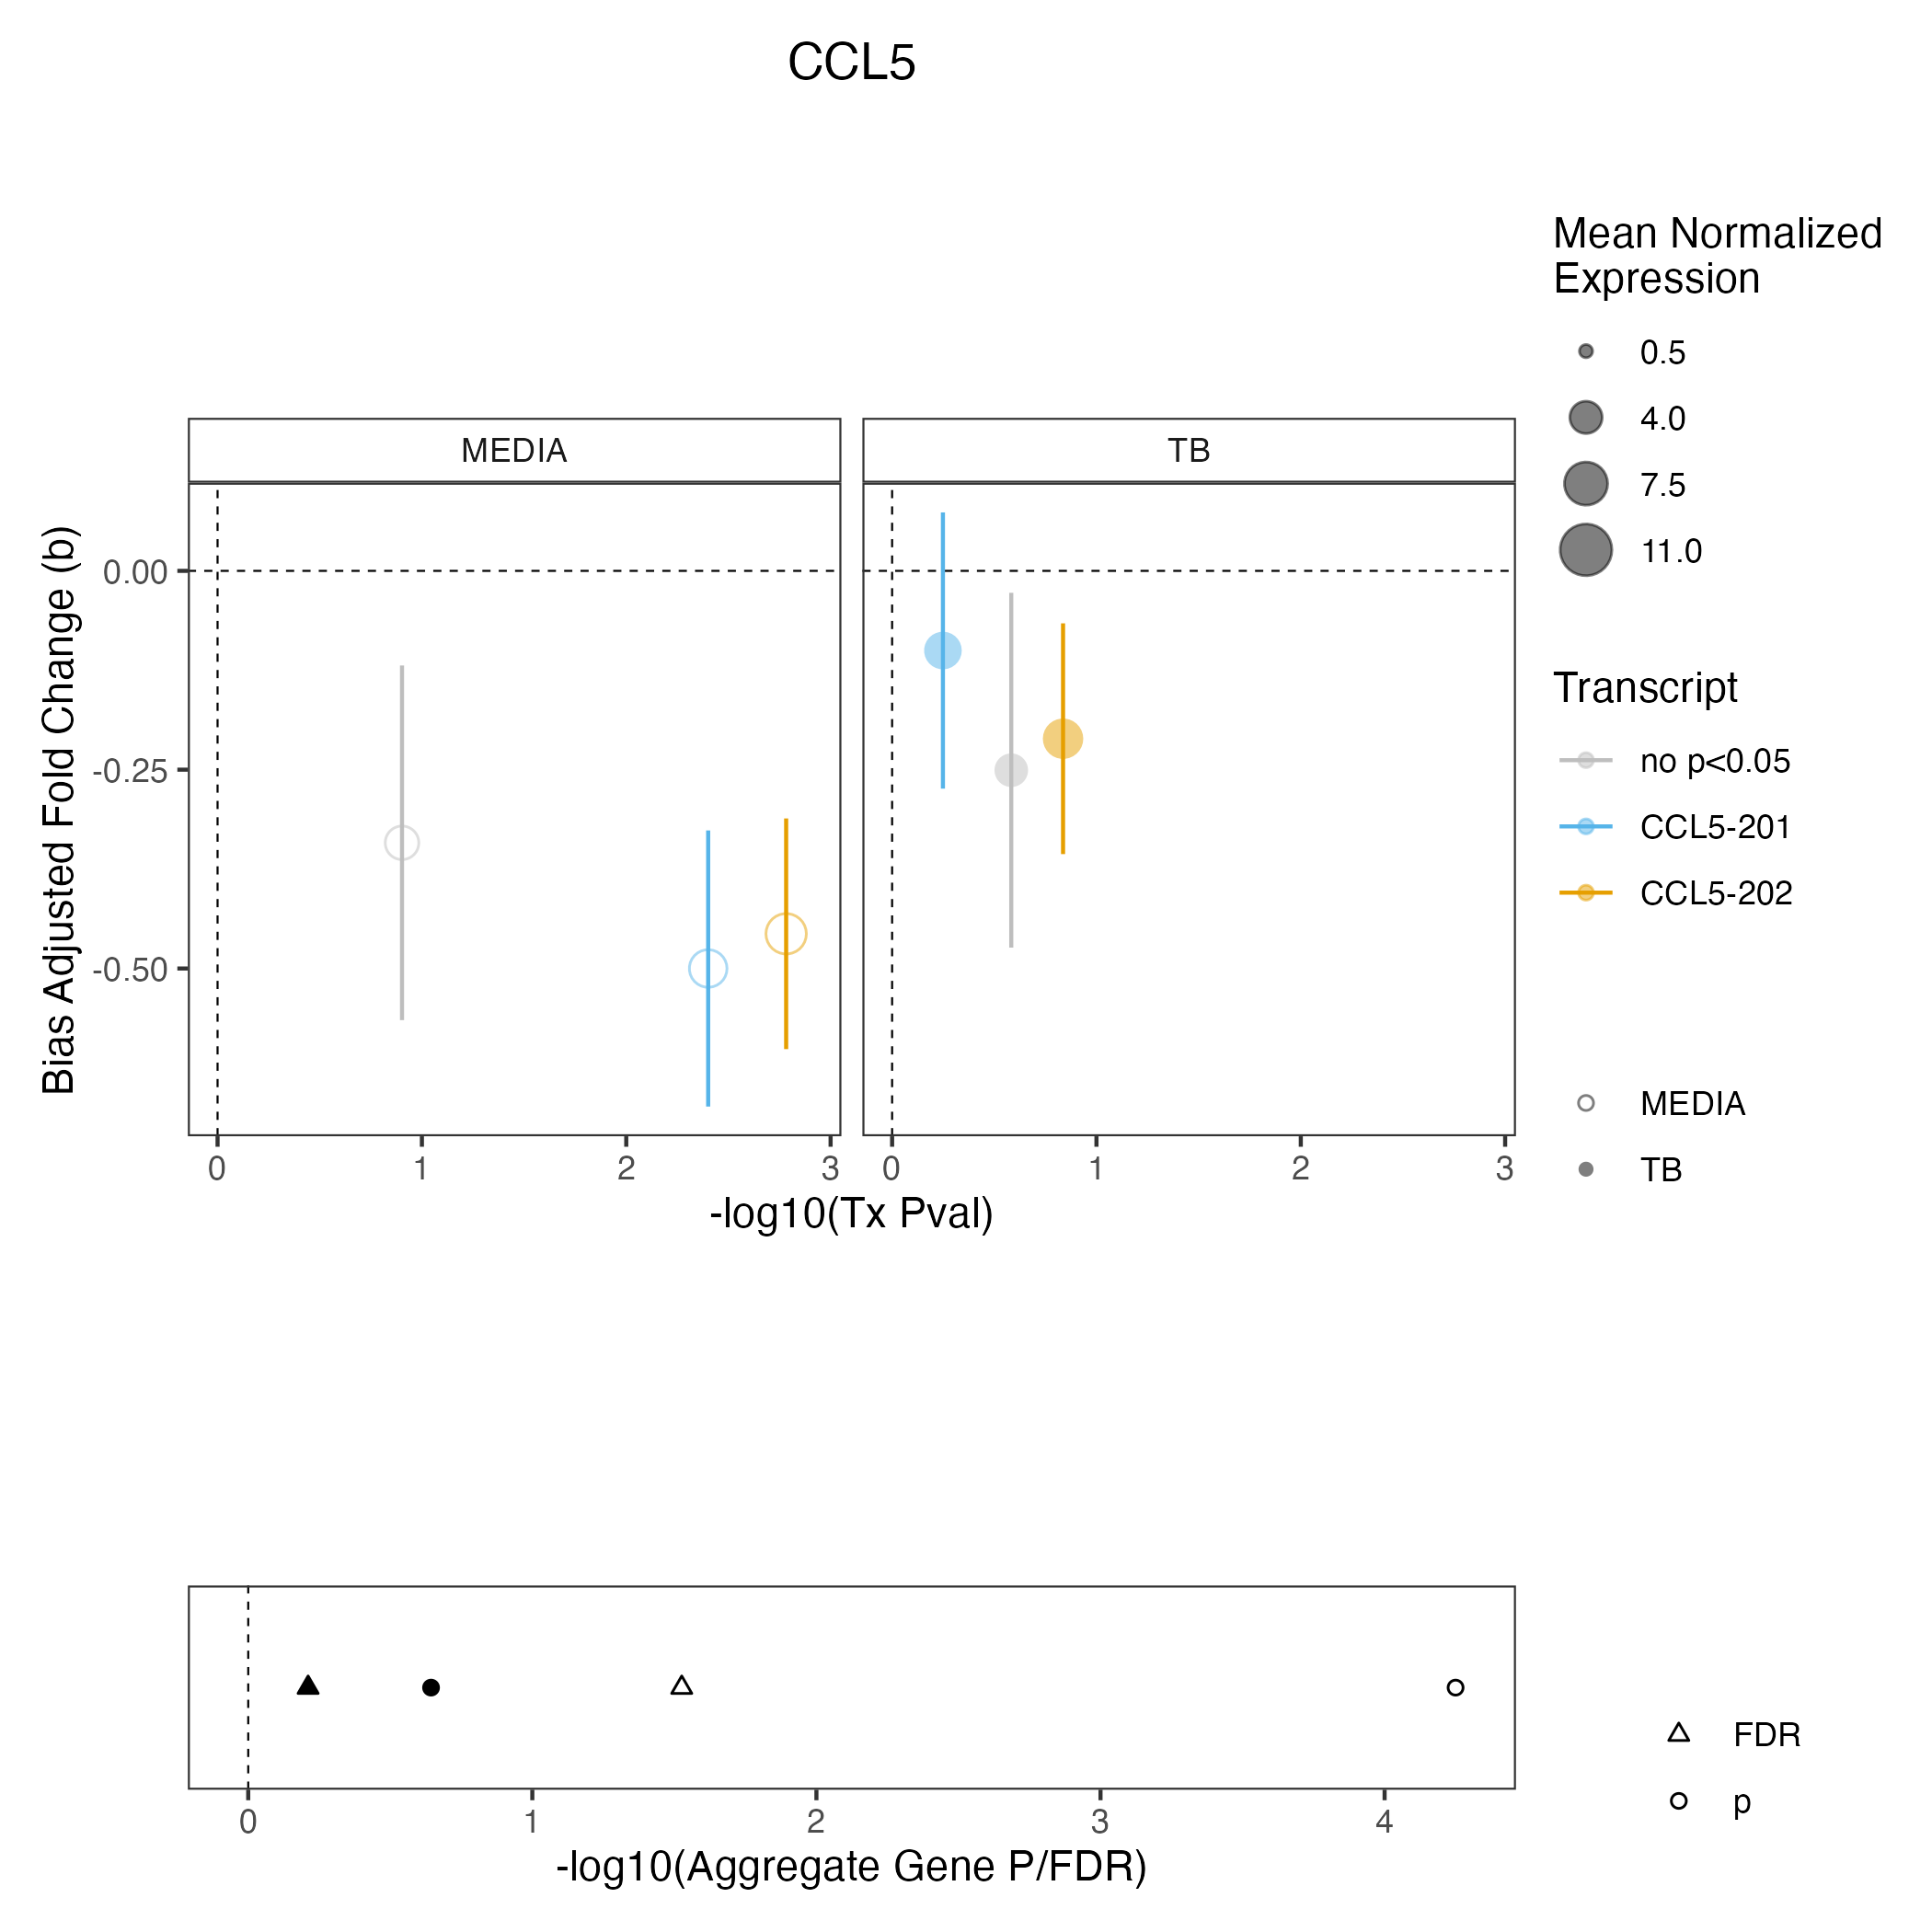 CCL5
MEDIA
TB
Bias Adjusted Fold Change (b)
0.00
-0.25
-0.50
0
1
2
3
0
1
2
3
-log10(Tx Pval)
Mean Normalized
Expression
0.5
4.0
7.5
11.0
Transcript
no p<0.05
CCL5-201
CCL5-202
MEDIA
TB
0
1
2
3
4
-log10(Aggregate Gene P/FDR)
FDR
p